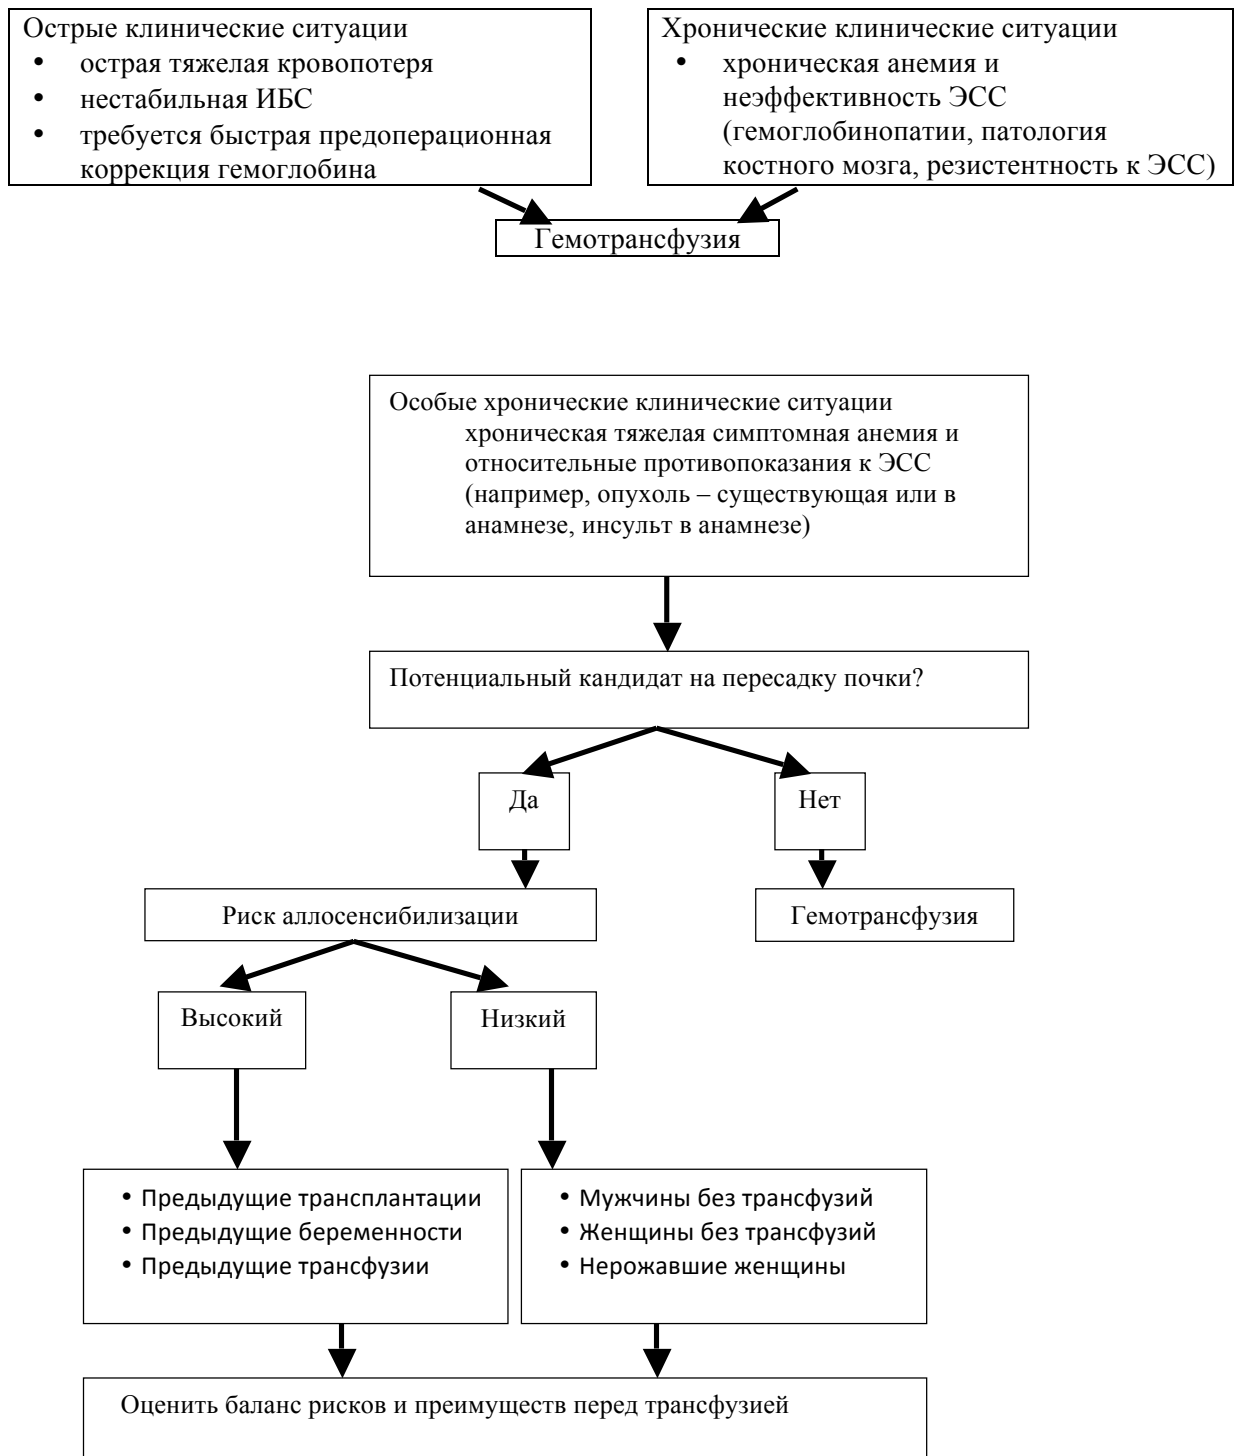 Острые клинические ситуации
• острая тяжелая кровопотеря
• нестабильная ИБС
• требуется быстрая предоперационная
коррекция гемоглобина
Хронические клинические ситуации
• хроническая анемия и
неэффективность ЭСС
(гемоглобинопатии, патология
костного мозга, резистентность к ЭСС)
Гемотрансфузия
Особые хронические клинические ситуации
хроническая тяжелая симптомная анемия и
относительные противопоказания к ЭСС
(например, опухоль – существующая или в
анамнезе, инсульт в анамнезе)
Потенциальный кандидат на пересадку почки?
Да
Нет
Риск аллосенсибилизации
Гемотрансфузия
Высокий
Низкий
• Предыдущие трансплантации
• Предыдущие беременности
• Предыдущие трансфузии
• Мужчины без трансфузий
• Женщины без трансфузий
• Нерожавшие женщины
Оценить баланс рисков и преимуществ перед трансфузией